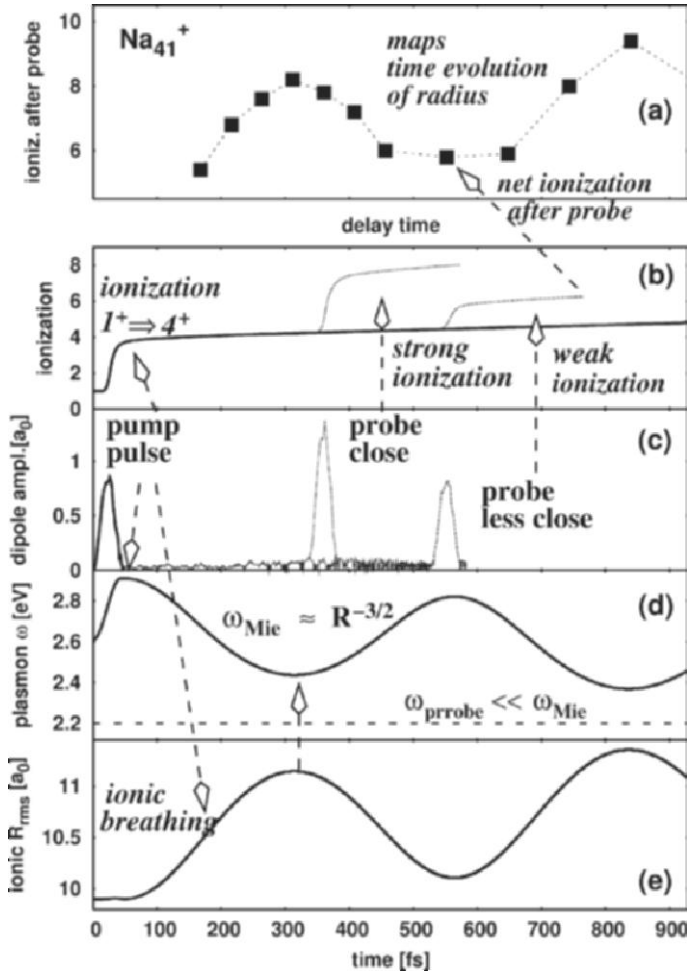 10
8
6
ioniz. after probe
Na₄₁⁺
maps
time evolution
of radius
(a)
net ionization
after probe
delay time
8
6
4
2
0
ionization
ionization
1⁺⇒4⁺
(b)
strong
ionization
weak
ionization
1
0.5
0
dipole ampl.[a₀]
pump
pulse
probe
close
(c)
probe
less close
2.8
2.6
2.4
2.2
plasmon ω [eV]
ω_Mie ≈ R^−3/2
(d)
ω_prrobe << ω_Mie
11
10.5
10
Ionic R_rms [a₀]
ionic
breathing
(e)
0 100 200 300 400 500 600 700 800 900
time [fs]